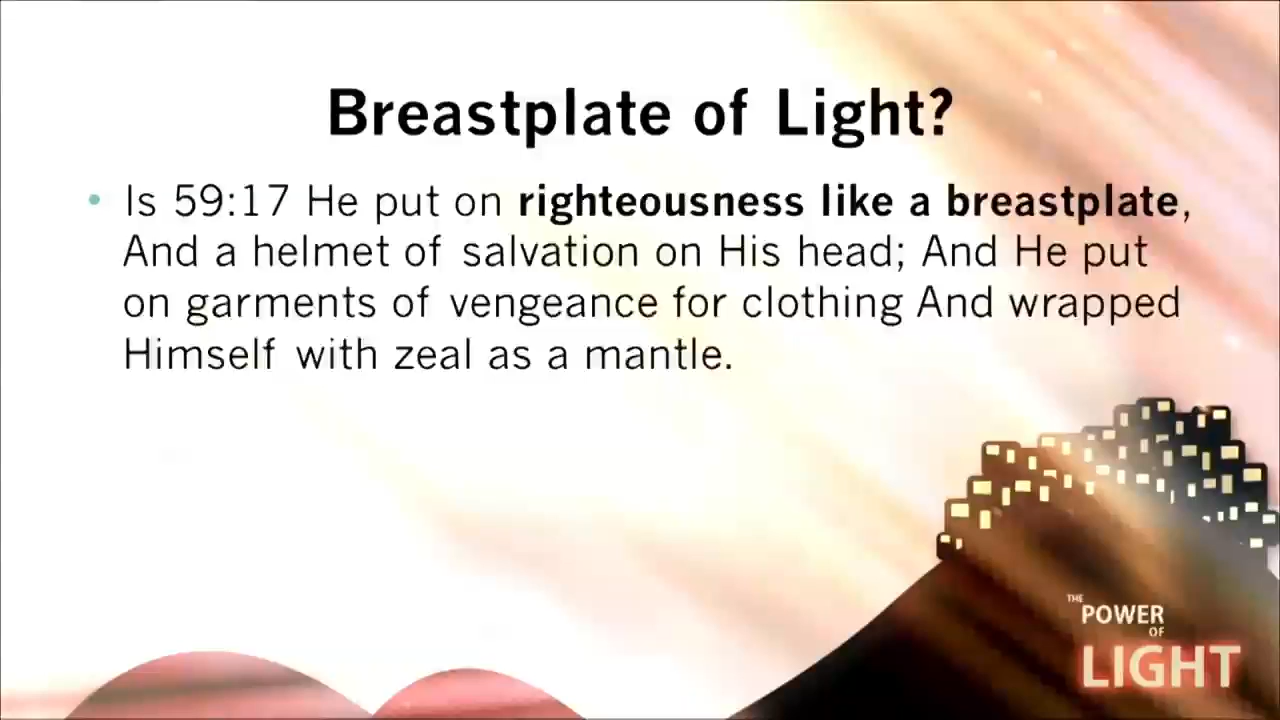 Breastplate of Light?
• Is 59:17 He put on righteousness like a breastplate,
And a helmet of salvation on His head; And He put
on garments of vengeance for clothing And wrapped
Himself with zeal as a mantle.
THE
POWER
OF
LIGHT